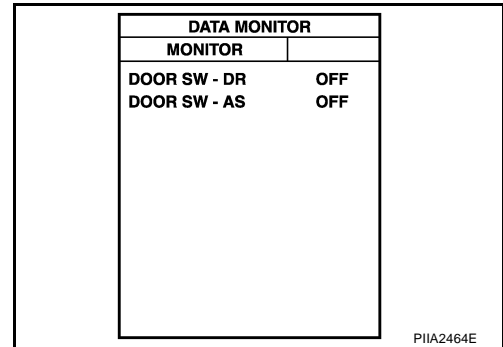 DATA MONITOR
MONITOR
DOOR SW - DR OFF
DOOR SW - AS OFF
PIIA2464E